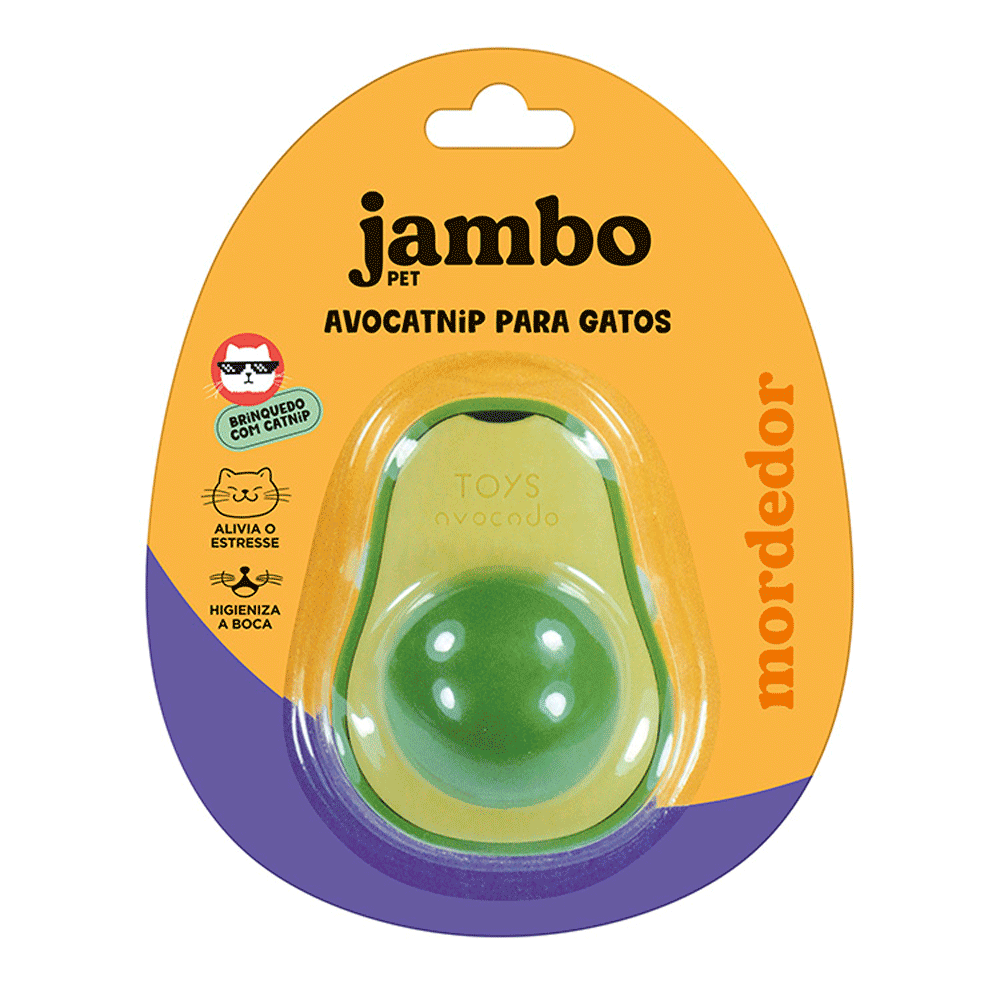 jambo
PET
AVOCATNiP PARA GATOS
BRiNQUEDO
COM CATNiP
ALIVIA O
ESTRESSE
HIGIENIZA
A BOCA
TOYS
avocado
mordedor